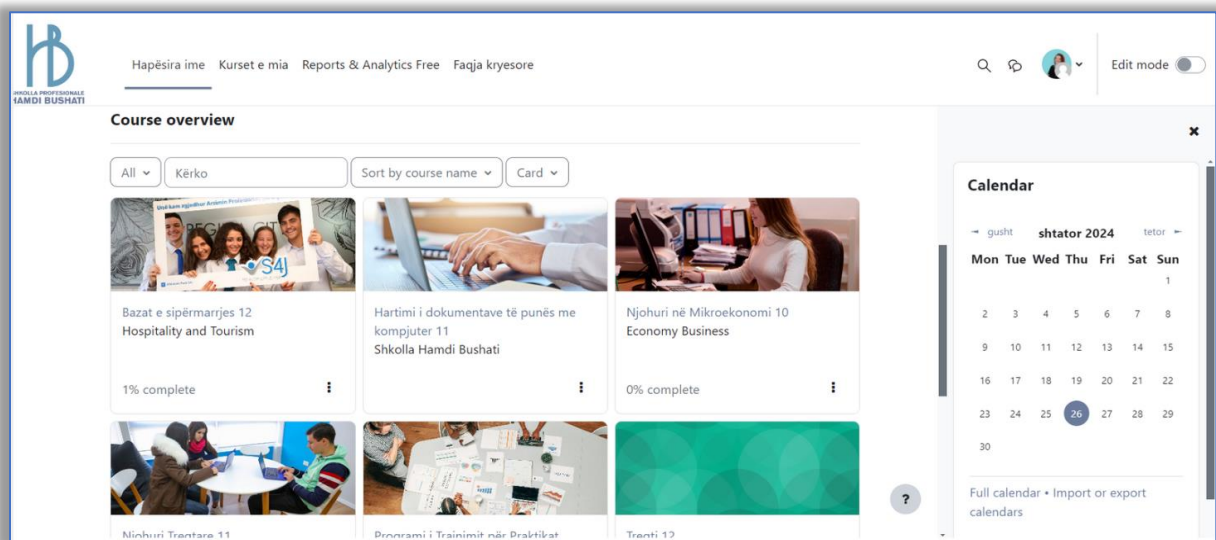 HB
SHKOLLA PROFESIONALE
HAMDI BUSHATI
Hapësira ime Kurset e mia Reports & Analytics Free Faqja kryesore
Edit mode
Course overview
All
Kërko
Sort by course name
Card
S4J
Bazat e sipërmarrjes 12
Hospitality and Tourism
1% complete
Hartimi i dokumentave të punës me
kompjuter 11
Shkolla Hamdi Bushati
Njohuri në Mikroekonomi 10
Economy Business
0% complete
Njohuri Tregtare 11
Programi i Trainimit për Praktikat
Tregti 12
?
Calendar
gusht shtator 2024 tetor
Mon Tue Wed Thu Fri Sat Sun
1
2 3 4 5 6 7 8
9 10 11 12 13 14 15
16 17 18 19 20 21 22
23 24 25 26 27 28 29
30
Full calendar • Import or export
calendars